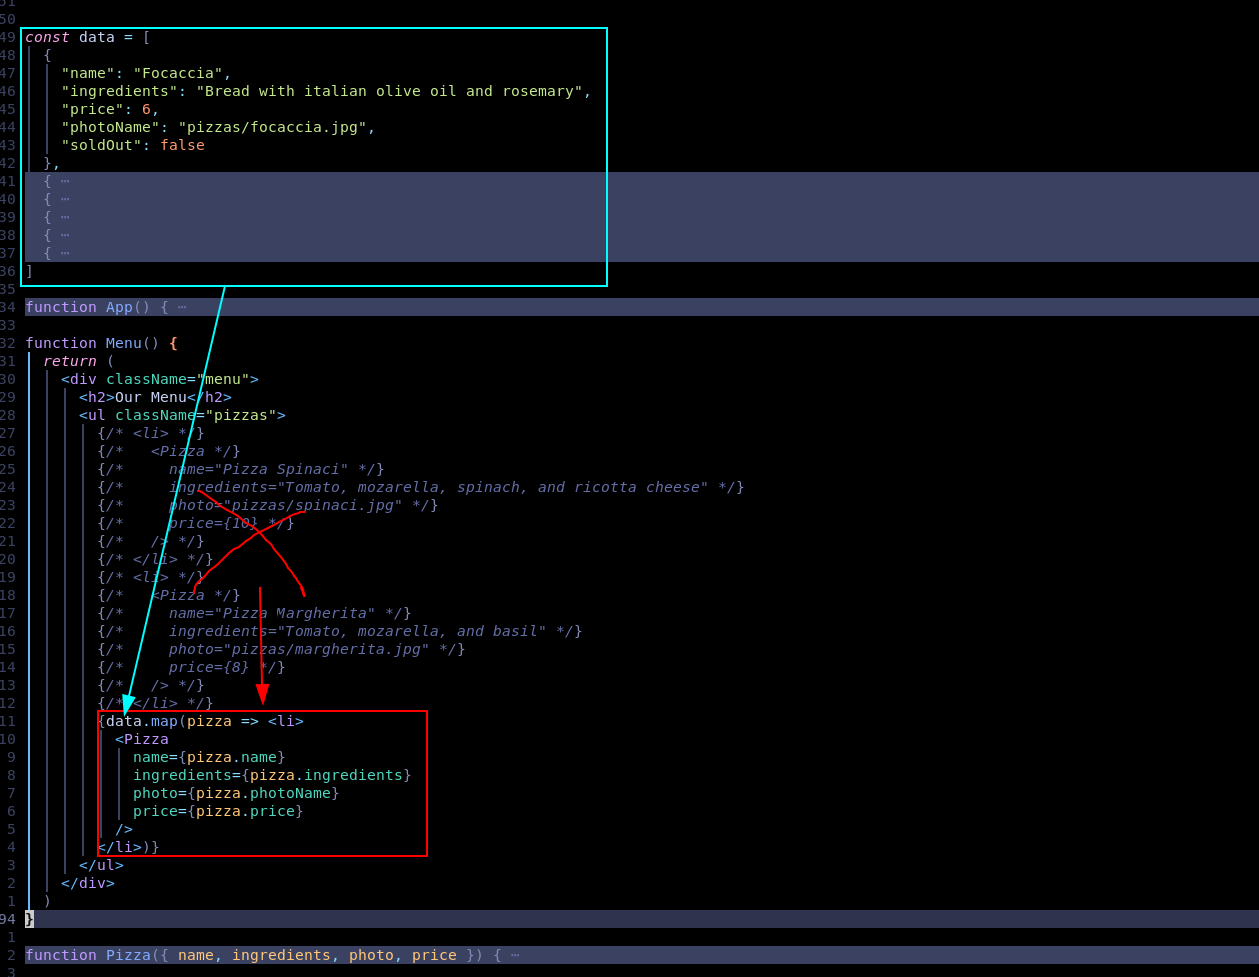 51
50
49 const data = [
48 {
47 "name": "Focaccia",
46 "ingredients": "Bread with italian olive oil and rosemary",
45 "price": 6,
44 "photoName": "pizzas/focaccia.jpg",
43 "soldOut": false
42 },
41 { ⋯
40 { ⋯
39 { ⋯
38 { ⋯
37 { ⋯
36 ]
35
34 function App() { ⋯
33
32 function Menu() {
31 return (
30 <div className="menu">
29 <h2>Our Menu</h2>
28 <ul className="pizzas">
27 {/* <li> */}
26 {/*   <Pizza */}
25 {/*     name="Pizza Spinaci" */}
24 {/*     ingredients="Tomato, mozarella, spinach, and ricotta cheese" */}
23 {/*     photo="pizzas/spinaci.jpg" */}
22 {/*     price={10} */}
21 {/*   /> */}
20 {/* </li> */}
19 {/* <li> */}
18 {/*   <Pizza */}
17 {/*     name="Pizza Margherita" */}
16 {/*     ingredients="Tomato, mozarella, and basil" */}
15 {/*     photo="pizzas/margherita.jpg" */}
14 {/*     price={8} */}
13 {/*   /> */}
12 {/* </li> */}
11 {data.map(pizza => <li>
10 <Pizza
9 name={pizza.name}
8 ingredients={pizza.ingredients}
7 photo={pizza.photoName}
6 price={pizza.price}
5 />
4 </li>)}
3 </ul>
2 </div>
1 )
94 }
1
2 function Pizza({ name, ingredients, photo, price }) { ⋯
3